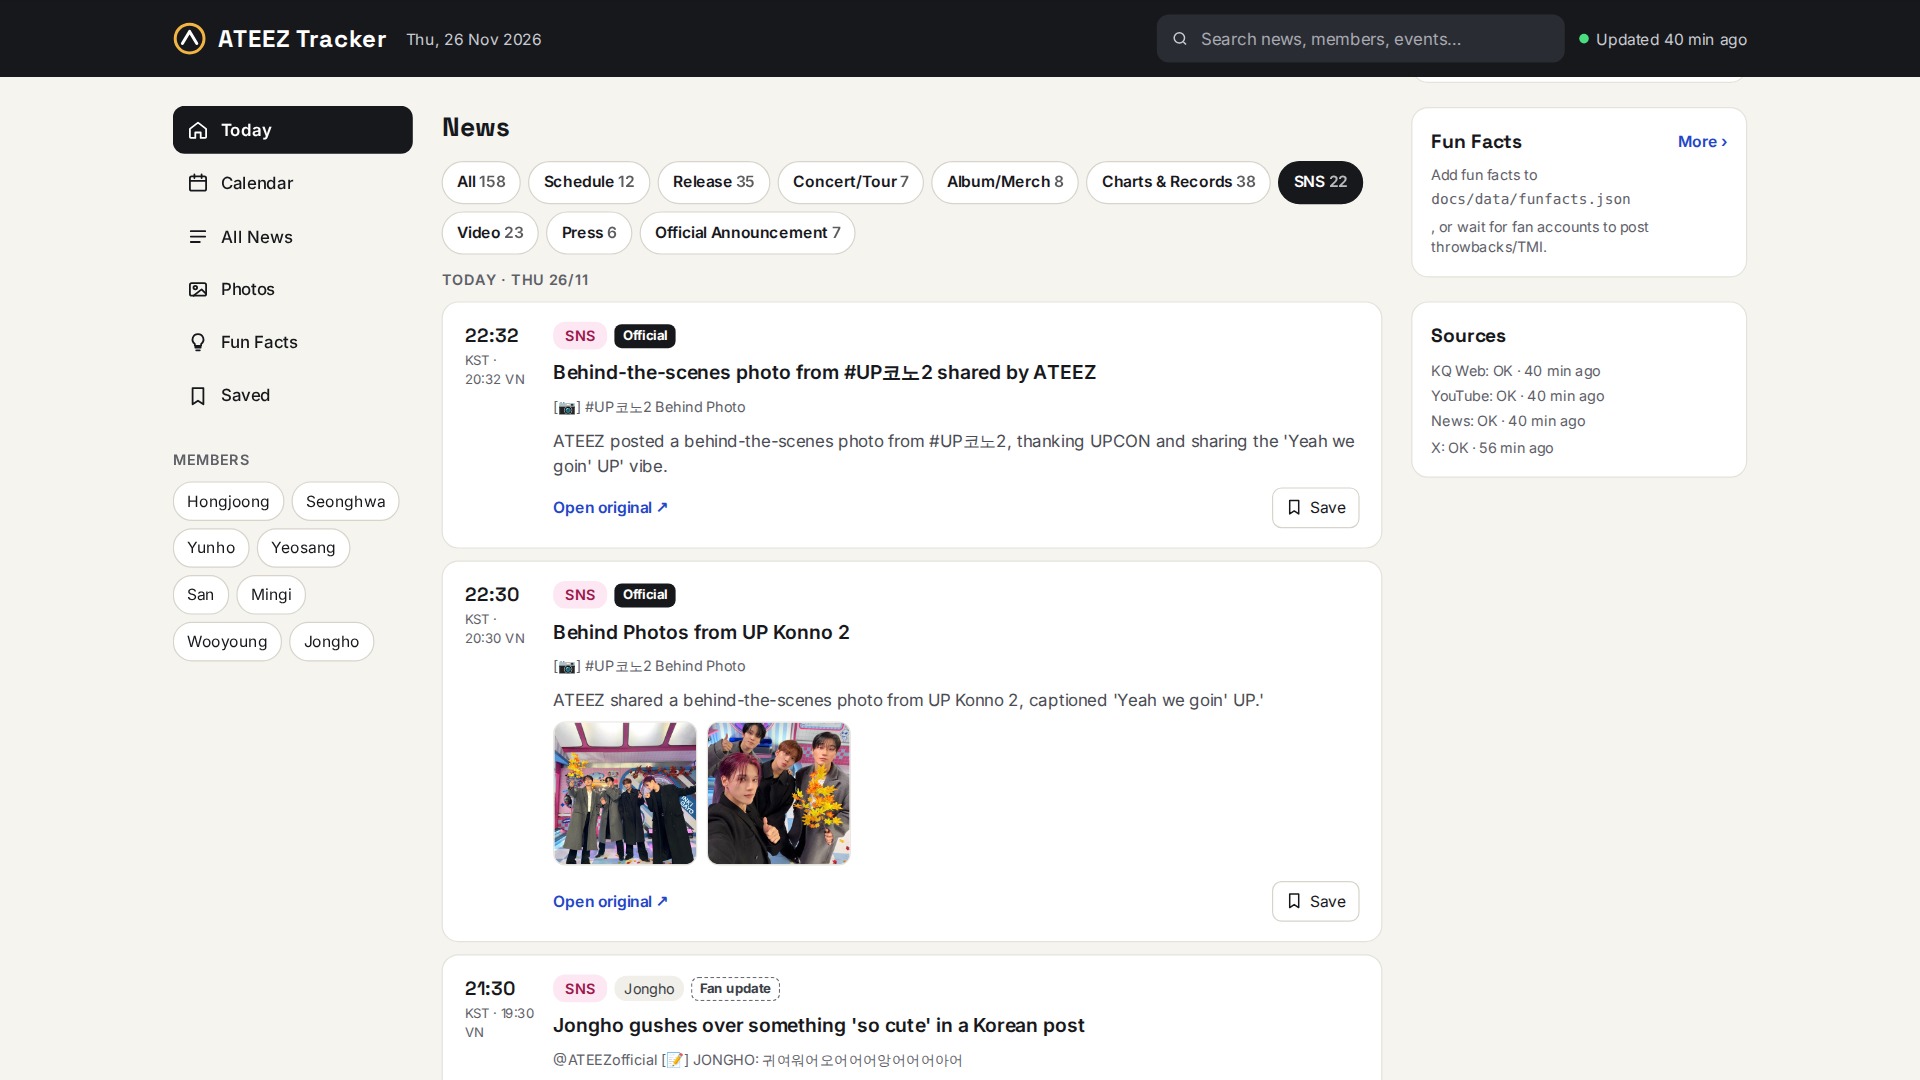 ATEEZ Tracker
Thu, 26 Nov 2026
Search news, members, events...
Updated 40 min ago
Today
Calendar
All News
Photos
Fun Facts
Saved
MEMBERS
Hongjoong
Seonghwa
Yunho
Yeosang
San
Mingi
Wooyoung
Jongho
News
All 158
Schedule 12
Release 35
Concert/Tour 7
Album/Merch 8
Charts & Records 38
SNS 22
Video 23
Press 6
Official Announcement 7
TODAY · THU 26/11
22:32
KST ·
20:32 VN
SNS
Official
Behind-the-scenes photo from #UP코노2 shared by ATEEZ
[📷] #UP코노2 Behind Photo
ATEEZ posted a behind-the-scenes photo from #UP코노2, thanking UPCON and sharing the 'Yeah we
goin' UP' vibe.
Open original ↗
Save
22:30
KST ·
20:30 VN
SNS
Official
Behind Photos from UP Konno 2
[📷] #UP코노2 Behind Photo
ATEEZ shared a behind-the-scenes photo from UP Konno 2, captioned 'Yeah we goin' UP.'
Open original ↗
Save
21:30
KST · 19:30
VN
SNS
Jongho
Fan update
Jongho gushes over something 'so cute' in a Korean post
@ATEEZofficial [📝] JONGHO: 귀여워어오어어어앙어어어아어
Fun Facts
More ›
Add fun facts to
docs/data/funfacts.json
, or wait for fan accounts to post
throwbacks/TMI.
Sources
KQ Web: OK · 40 min ago
YouTube: OK · 40 min ago
News: OK · 40 min ago
X: OK · 56 min ago